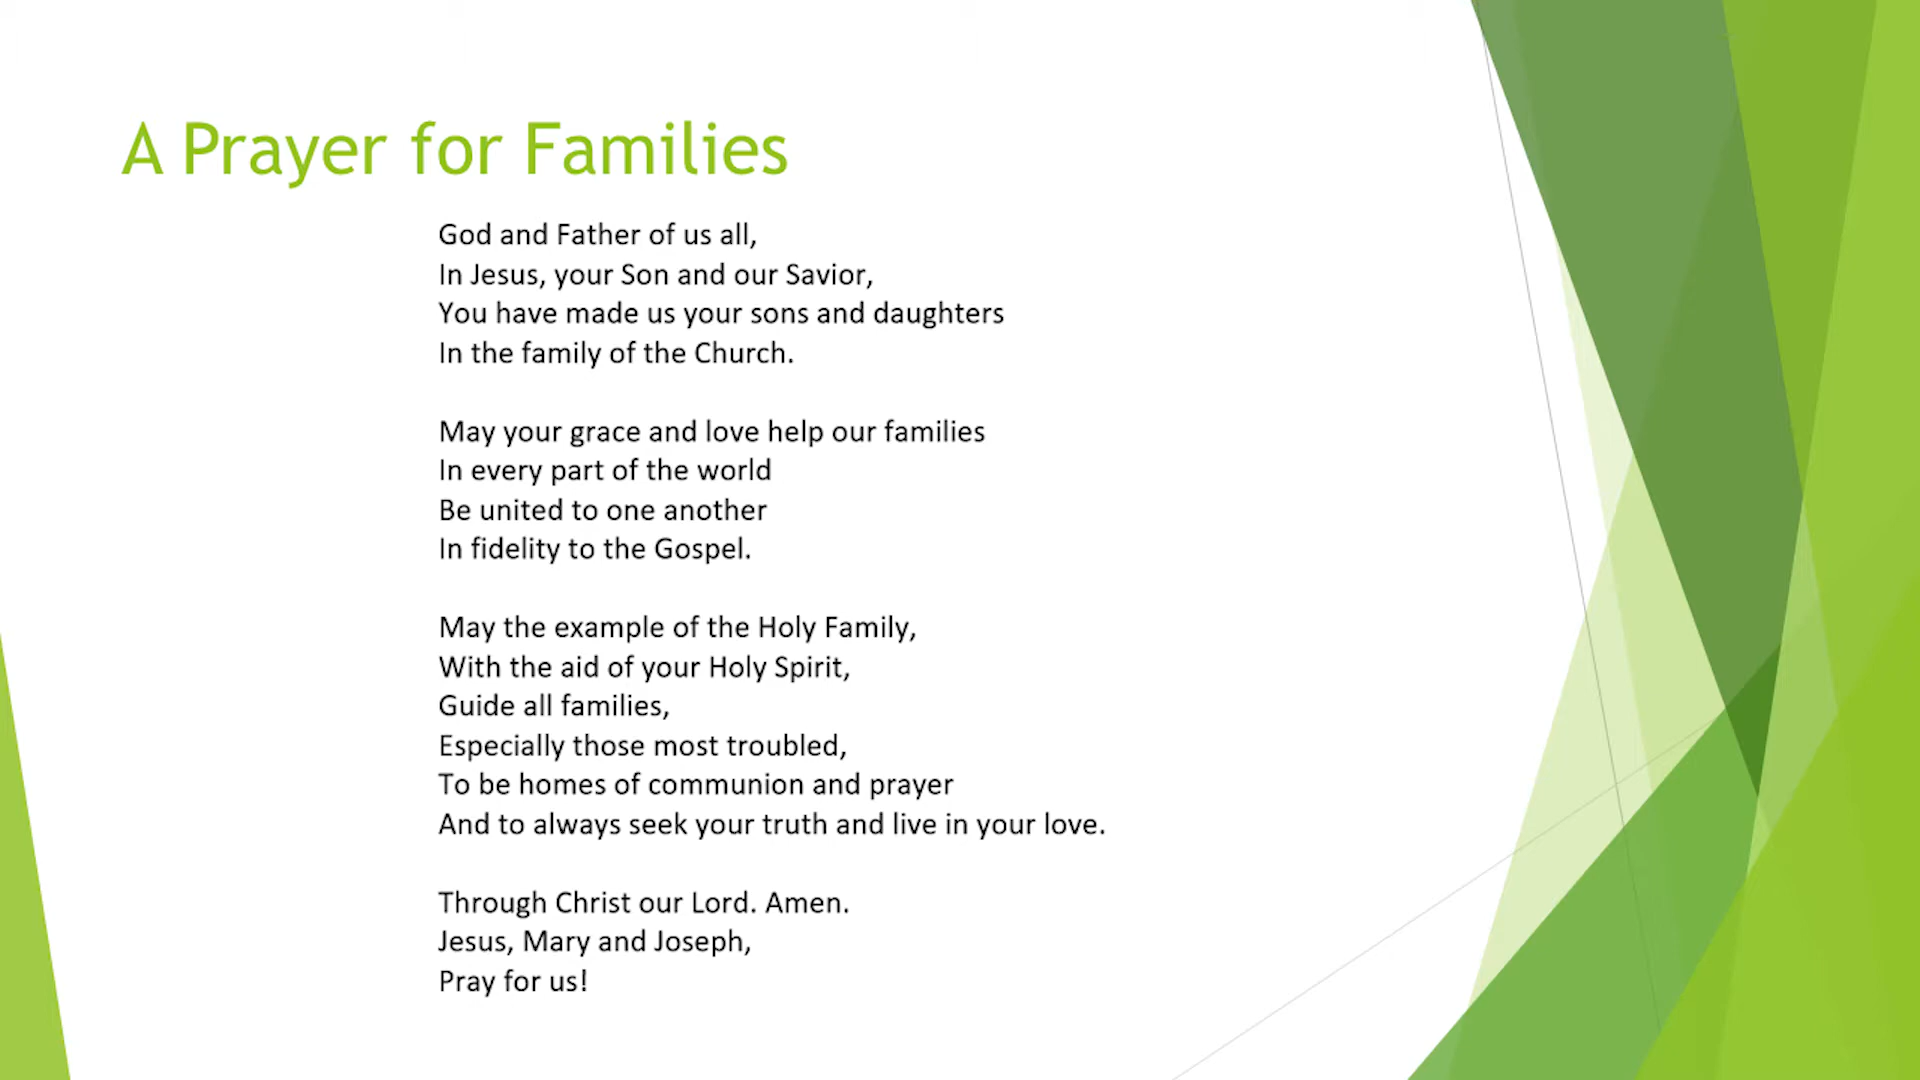 A Prayer for Families
God and Father of us all,
In Jesus, your Son and our Savior,
You have made us your sons and daughters
In the family of the Church.
May your grace and love help our families
In every part of the world
Be united to one another
In fidelity to the Gospel.
May the example of the Holy Family,
With the aid of your Holy Spirit,
Guide all families,
Especially those most troubled,
To be homes of communion and prayer
And to always seek your truth and live in your love.
Through Christ our Lord. Amen.
Jesus, Mary and Joseph,
Pray for us!